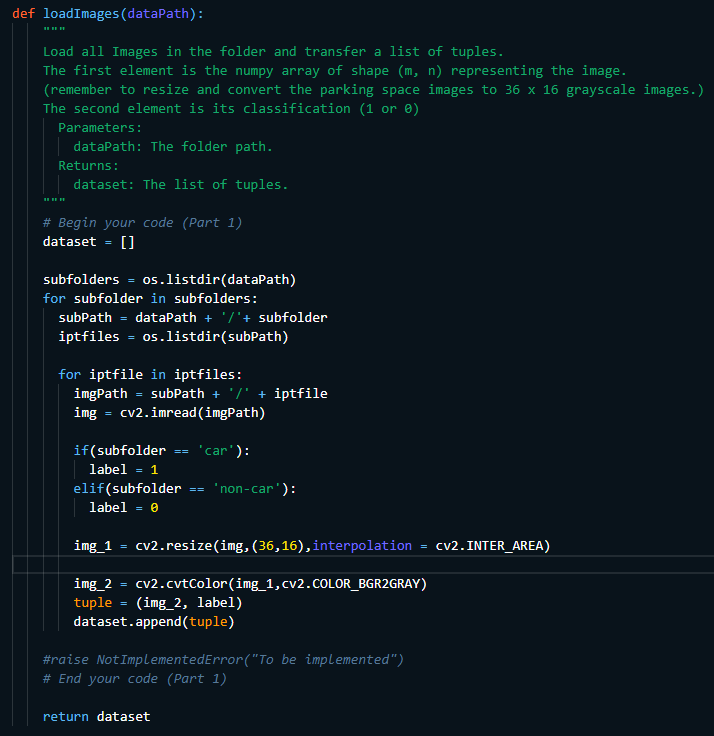 def loadImages(dataPath):
"""
Load all Images in the folder and transfer a list of tuples.
The first element is the numpy array of shape (m, n) representing the image.
(remember to resize and convert the parking space images to 36 x 16 grayscale images.)
The second element is its classification (1 or 0)
Parameters:
dataPath: The folder path.
Returns:
dataset: The list of tuples.
"""
# Begin your code (Part 1)
dataset = []
subfolders = os.listdir(dataPath)
for subfolder in subfolders:
subPath = dataPath + '/'+ subfolder
iptfiles = os.listdir(subPath)
for iptfile in iptfiles:
imgPath = subPath + '/' + iptfile
img = cv2.imread(imgPath)
if(subfolder == 'car'):
label = 1
elif(subfolder == 'non-car'):
label = 0
img_1 = cv2.resize(img,(36,16),interpolation = cv2.INTER_AREA)
img_2 = cv2.cvtColor(img_1,cv2.COLOR_BGR2GRAY)
tuple = (img_2, label)
dataset.append(tuple)
#raise NotImplementedError("To be implemented")
# End your code (Part 1)
return dataset